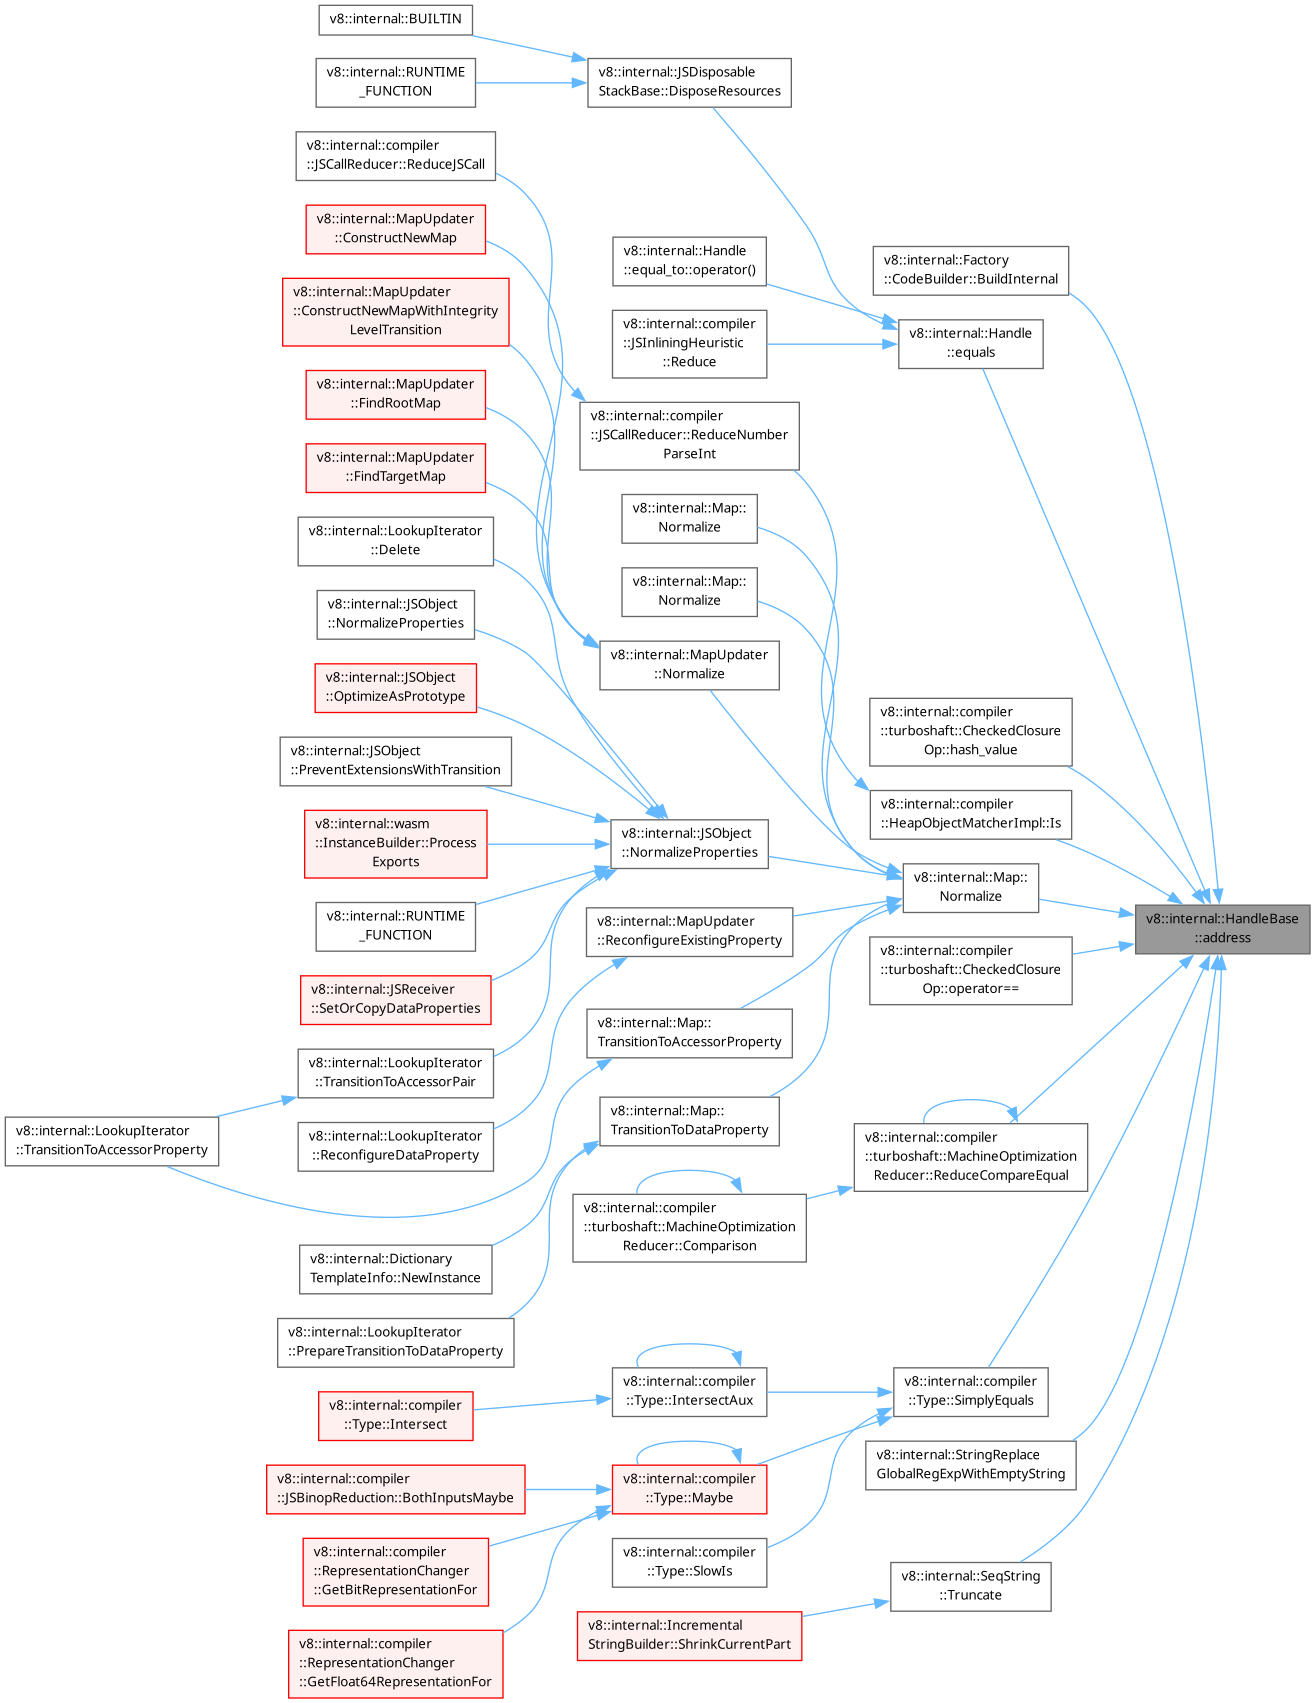 v8::internal::BUILTIN
v8::internal::RUNTIME
_FUNCTION
v8::internal::JSDisposable
StackBase::DisposeResources
v8::internal::compiler
::JSCallReducer::ReduceJSCall
v8::internal::MapUpdater
::ConstructNewMap
v8::internal::Handle
::equal_to::operator()
v8::internal::Factory
::CodeBuilder::BuildInternal
v8::internal::MapUpdater
::ConstructNewMapWithIntegrity
LevelTransition
v8::internal::compiler
::JSInliningHeuristic
::Reduce
v8::internal::Handle
::equals
v8::internal::MapUpdater
::FindRootMap
v8::internal::compiler
::JSCallReducer::ReduceNumber
ParseInt
v8::internal::MapUpdater
::FindTargetMap
v8::internal::Map::
Normalize
v8::internal::LookupIterator
::Delete
v8::internal::Map::
Normalize
v8::internal::JSObject
::NormalizeProperties
v8::internal::MapUpdater
::Normalize
v8::internal::JSObject
::OptimizeAsPrototype
v8::internal::compiler
::turboshaft::CheckedClosure
Op::hash_value
v8::internal::JSObject
::PreventExtensionsWithTransition
v8::internal::compiler
::HeapObjectMatcherImpl::Is
v8::internal::wasm
::InstanceBuilder::Process
Exports
v8::internal::JSObject
::NormalizeProperties
v8::internal::Map::
Normalize
v8::internal::HandleBase
::address
v8::internal::RUNTIME
_FUNCTION
v8::internal::MapUpdater
::ReconfigureExistingProperty
v8::internal::compiler
::turboshaft::CheckedClosure
Op::operator==
v8::internal::JSReceiver
::SetOrCopyDataProperties
v8::internal::Map::
TransitionToAccessorProperty
v8::internal::LookupIterator
::TransitionToAccessorPair
v8::internal::LookupIterator
::TransitionToAccessorProperty
v8::internal::Map::
TransitionToDataProperty
v8::internal::LookupIterator
::ReconfigureDataProperty
v8::internal::compiler
::turboshaft::MachineOptimization
Reducer::ReduceCompareEqual
v8::internal::compiler
::turboshaft::MachineOptimization
Reducer::Comparison
v8::internal::Dictionary
TemplateInfo::NewInstance
v8::internal::LookupIterator
::PrepareTransitionToDataProperty
v8::internal::compiler
::Type::IntersectAux
v8::internal::compiler
::Type::SimplyEquals
v8::internal::compiler
::Type::Intersect
v8::internal::StringReplace
GlobalRegExpWithEmptyString
v8::internal::compiler
::JSBinopReduction::BothInputsMaybe
v8::internal::compiler
::Type::Maybe
v8::internal::compiler
::RepresentationChanger
::GetBitRepresentationFor
v8::internal::compiler
::Type::SlowIs
v8::internal::SeqString
::Truncate
v8::internal::Incremental
StringBuilder::ShrinkCurrentPart
v8::internal::compiler
::RepresentationChanger
::GetFloat64RepresentationFor